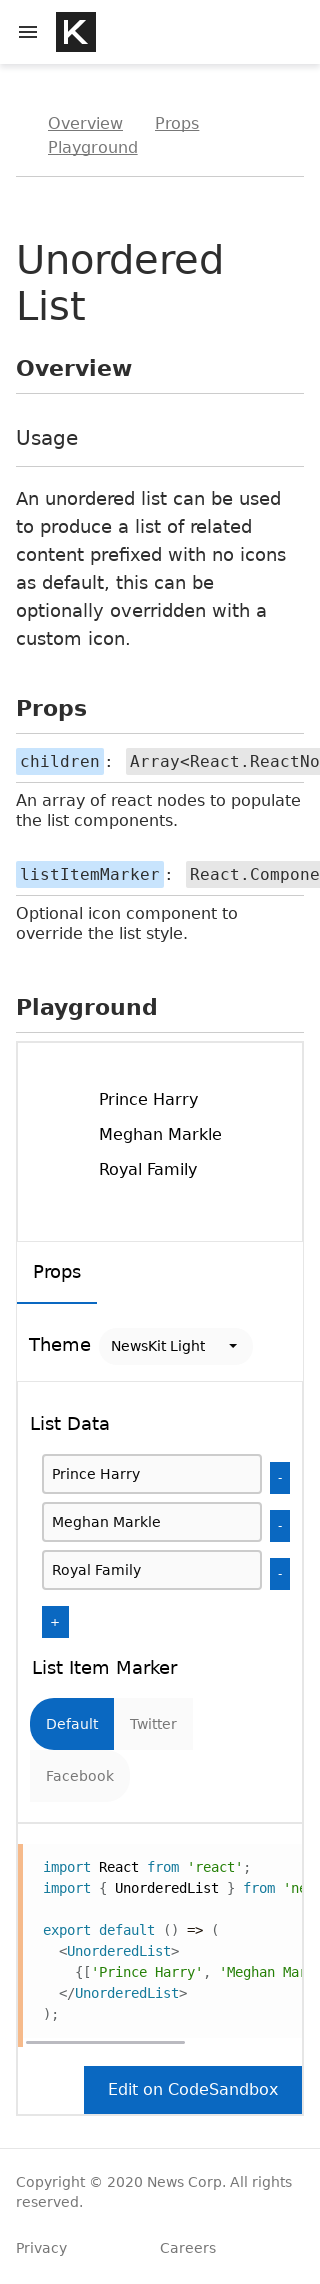 K
Overview Props
Playground
Unordered
List
Overview
Usage
An unordered list can be used
to produce a list of related
content prefixed with no icons
as default, this can be
optionally overridden with a
custom icon.
Props
children: Array<React.ReactNo
An array of react nodes to populate
the list components.
listItemMarker: React.Compone
Optional icon component to
override the list style.
Playground
Prince Harry
Meghan Markle
Royal Family
Props
Theme NewsKit Light
List Data
Prince Harry -
Meghan Markle -
Royal Family -
+
List Item Marker
Default Twitter
Facebook
import React from 'react';
import { UnorderedList } from 'ne
export default () => (
<UnorderedList>
{['Prince Harry', 'Meghan Mar
</UnorderedList>
);
Edit on CodeSandbox
Copyright © 2020 News Corp. All rights
reserved.
Privacy Careers